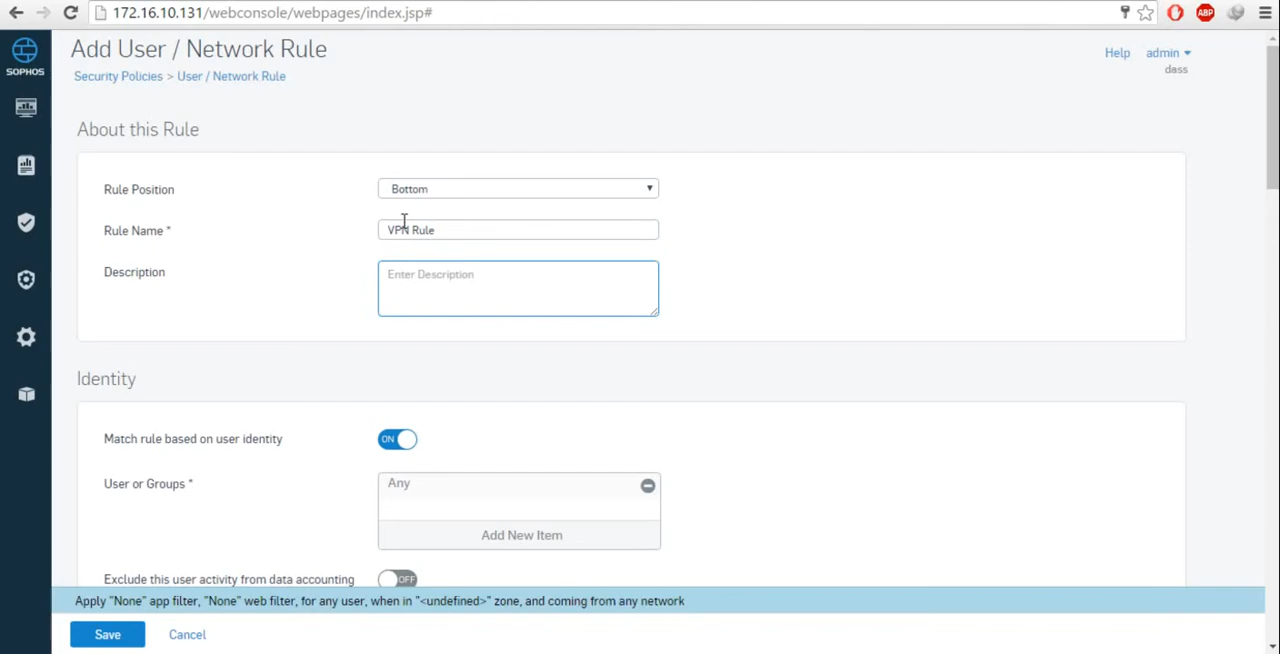 172.16.10.131/webconsole/webpages/index.jsp#
ABP
SOPHOS
Add User / Network Rule
Help
admin
dass
Security Policies > User / Network Rule
About this Rule
Rule Position
Bottom
Rule Name *
VPN Rule
Description
Enter Description
Identity
Match rule based on user identity
ON
User or Groups *
Any
Add New Item
Exclude this user activity from data accounting
OFF
Apply "None" app filter, "None" web filter, for any user, when in "<undefined>" zone, and coming from any network
Save
Cancel